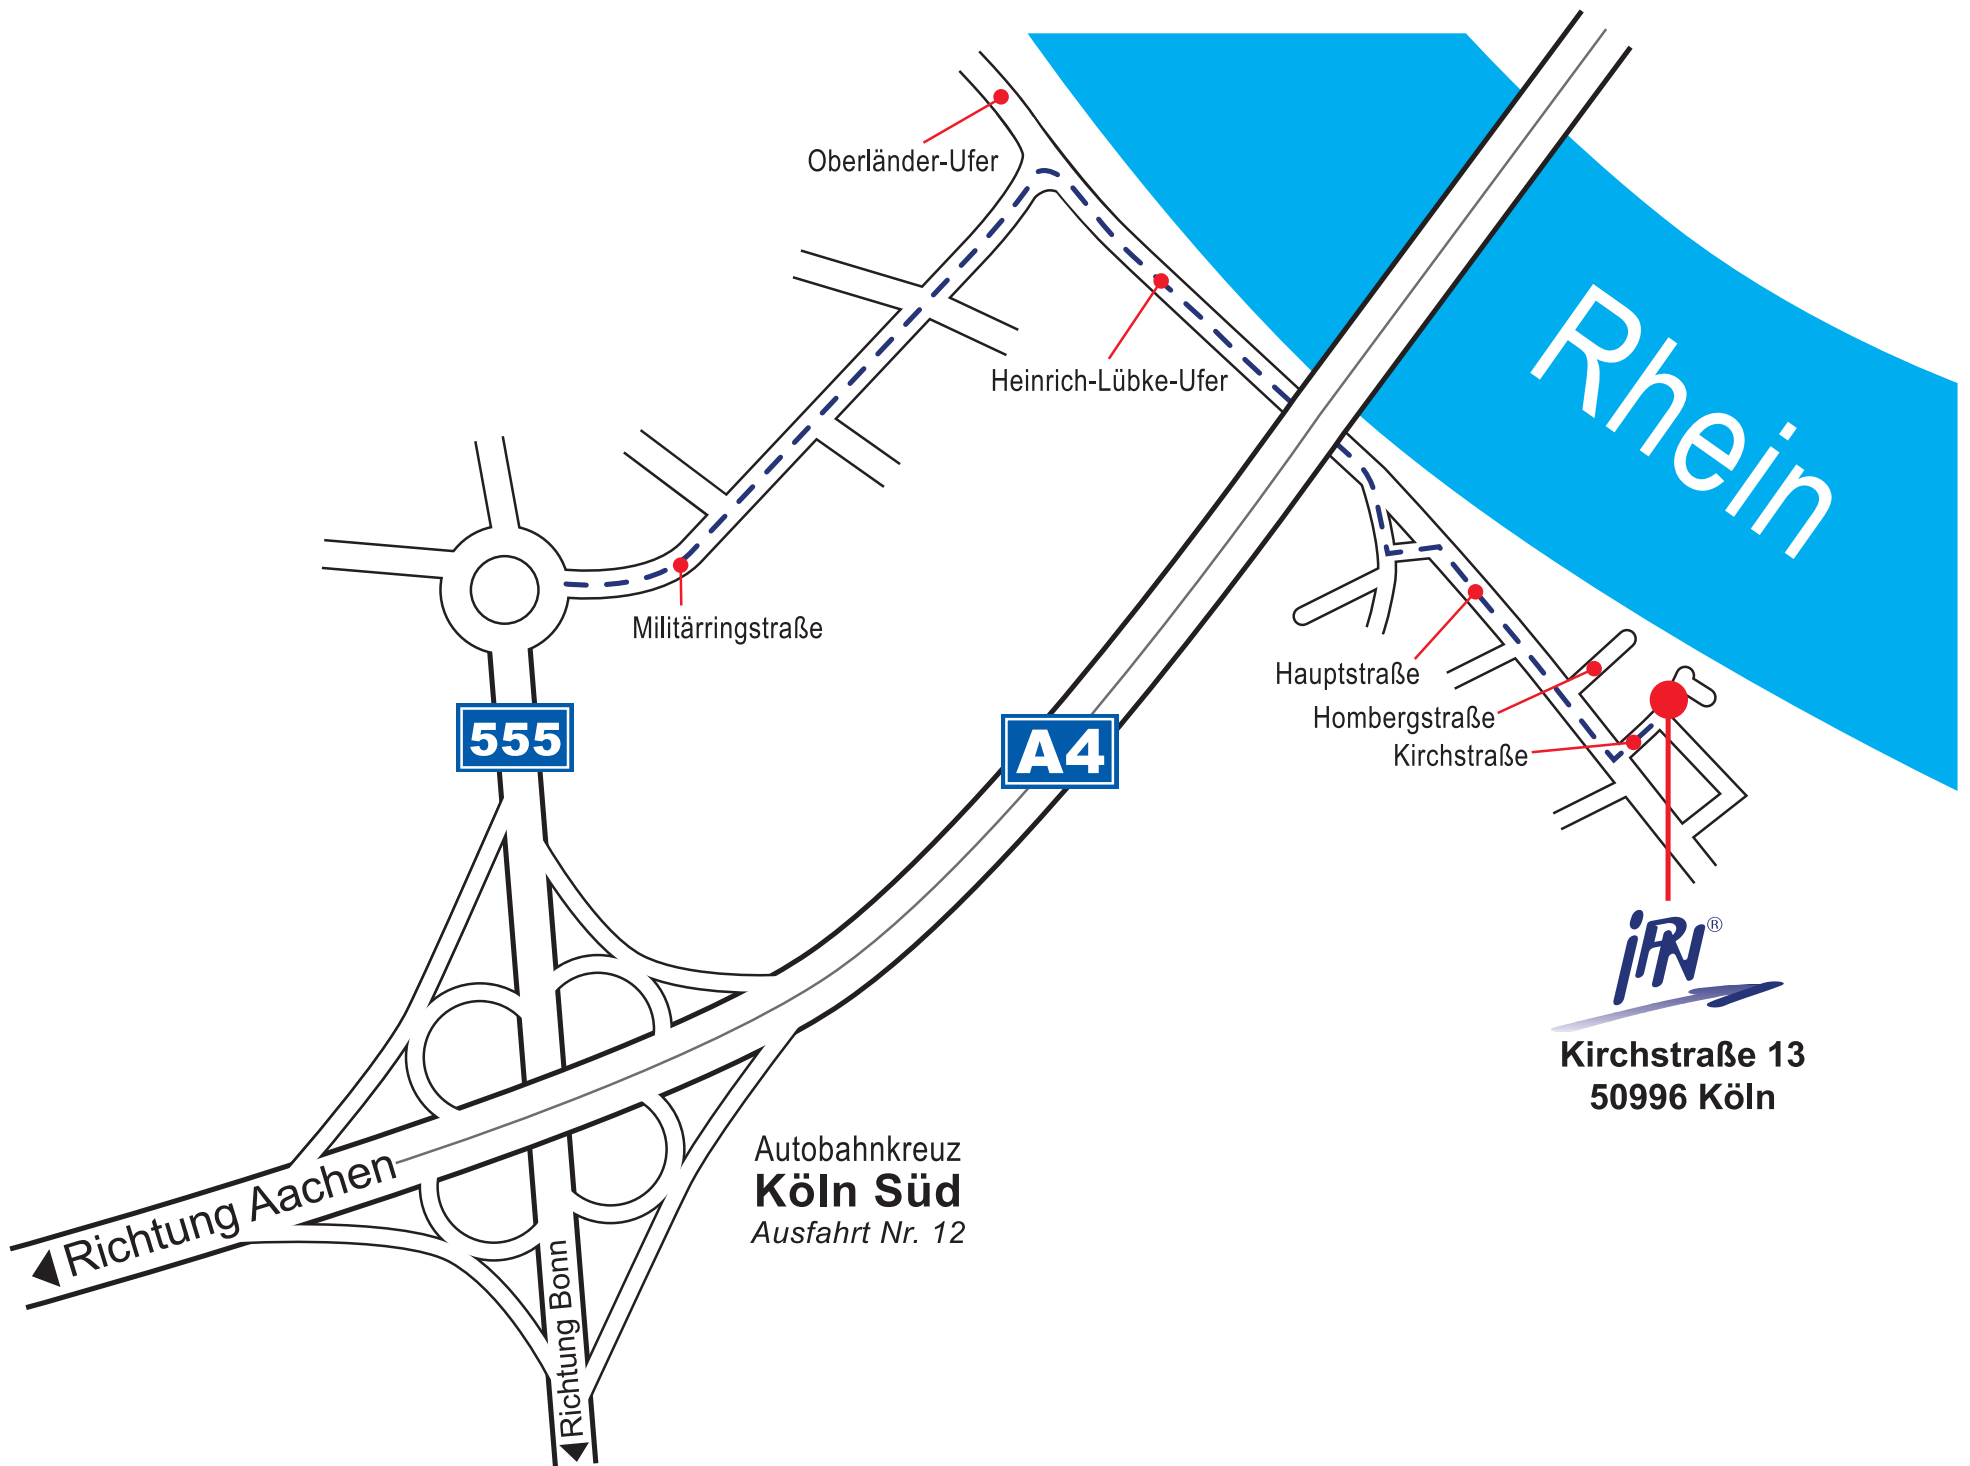 Oberländer-Ufer
Heinrich-Lübke-Ufer
Rhein
Militärringstraße
Hauptstraße
Hombergstraße
Kirchstraße
555
A4
iPN®
Kirchstraße 13
50996 Köln
Autobahnkreuz
Köln Süd
Ausfahrt Nr. 12
Richtung Aachen
Richtung Bonn